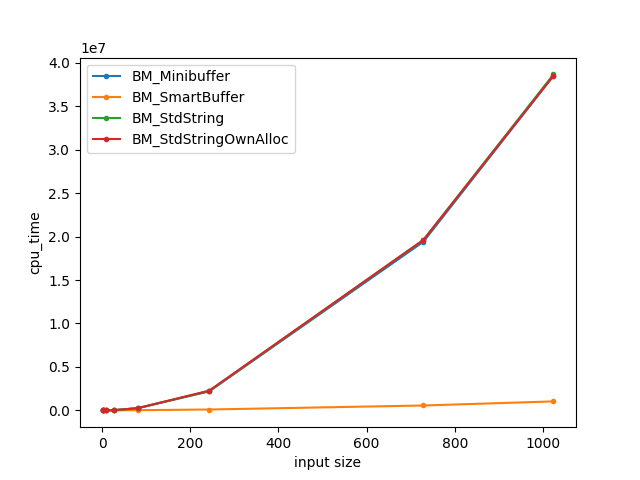 1e7
4.0
3.5
3.0
2.5
2.0
1.5
1.0
0.5
0.0
cpu_time
BM_Minibuffer
BM_SmartBuffer
BM_StdString
BM_StdStringOwnAlloc
0 200 400 600 800 1000
input size